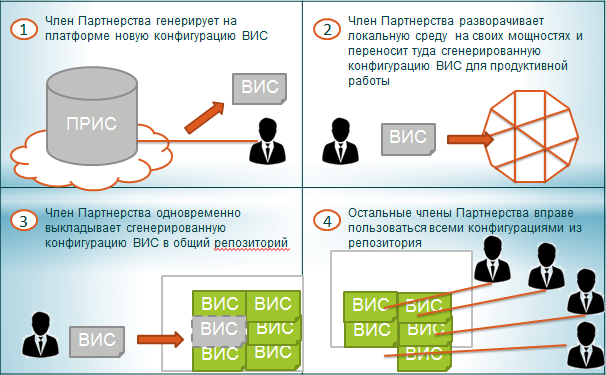 1
Член Партнерства генерирует на
платформе новую конфигурацию ВИС
ВИС
ПРИС
2
Член Партнерства разворачивает
локальную среду на своих мощностях и
переносит туда сгенерированную
конфигурацию ВИС для продуктивной
работы
ВИС
3
Член Партнерства одновременно
выкладывает сгенерированную
конфигурацию ВИС в общий репозиторий
ВИС
ВИС ВИС
ВИС ВИС
ВИС ВИС
4
Остальные члены Партнерства вправе
пользоваться всеми конфигурациями из
репозитория
ВИС ВИС
ВИС ВИС
ВИС